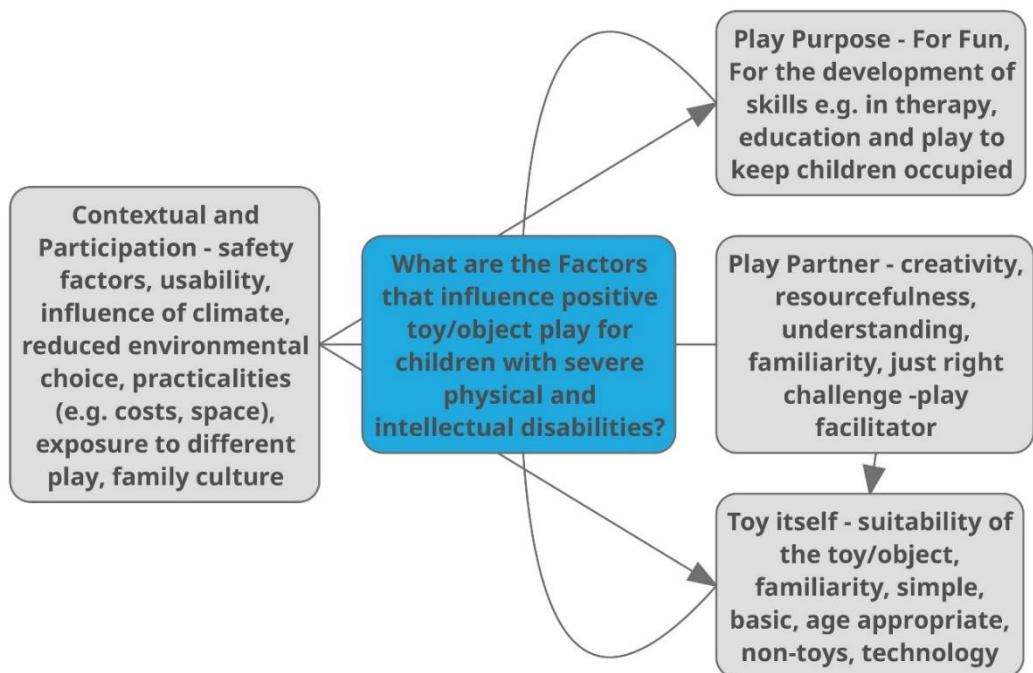 Play Purpose - For Fun,
For the development of
skills e.g. in therapy,
education and play to
keep children occupied
Contextual and
Participation - safety
factors, usability,
influence of climate,
reduced environmental
choice, practicalities
(e.g. costs, space),
exposure to different
play, family culture
What are the Factors
that influence positive
toy/object play for
children with severe
physical and
intellectual disabilities?
Play Partner - creativity,
resourcefulness,
understanding,
familiarity, just right
challenge -play
facilitator
Toy itself - suitability of
the toy/object,
familiarity, simple,
basic, age appropriate,
non-toys, technology